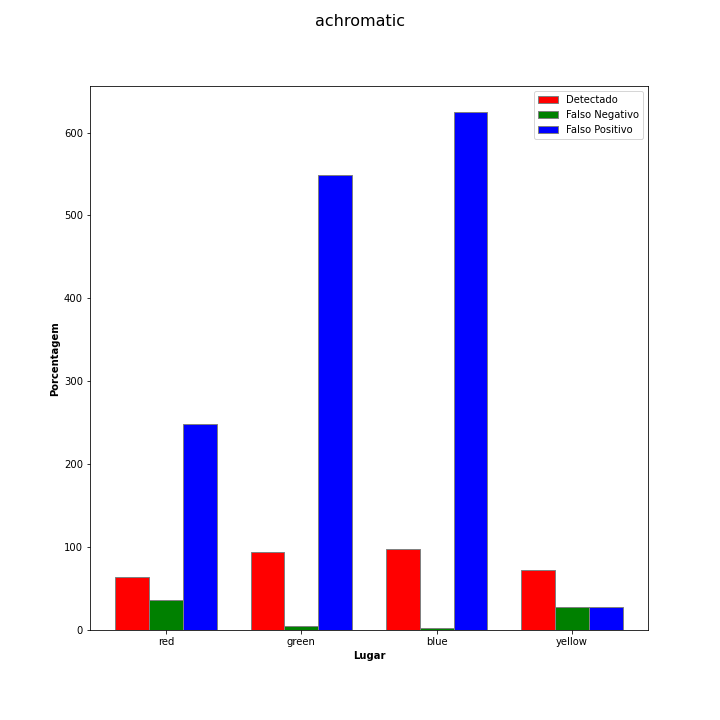 achromatic
Detectado
Falso Negativo
Falso Positivo
Porcentagem
600
500
400
300
200
100
0
red green blue yellow
Lugar